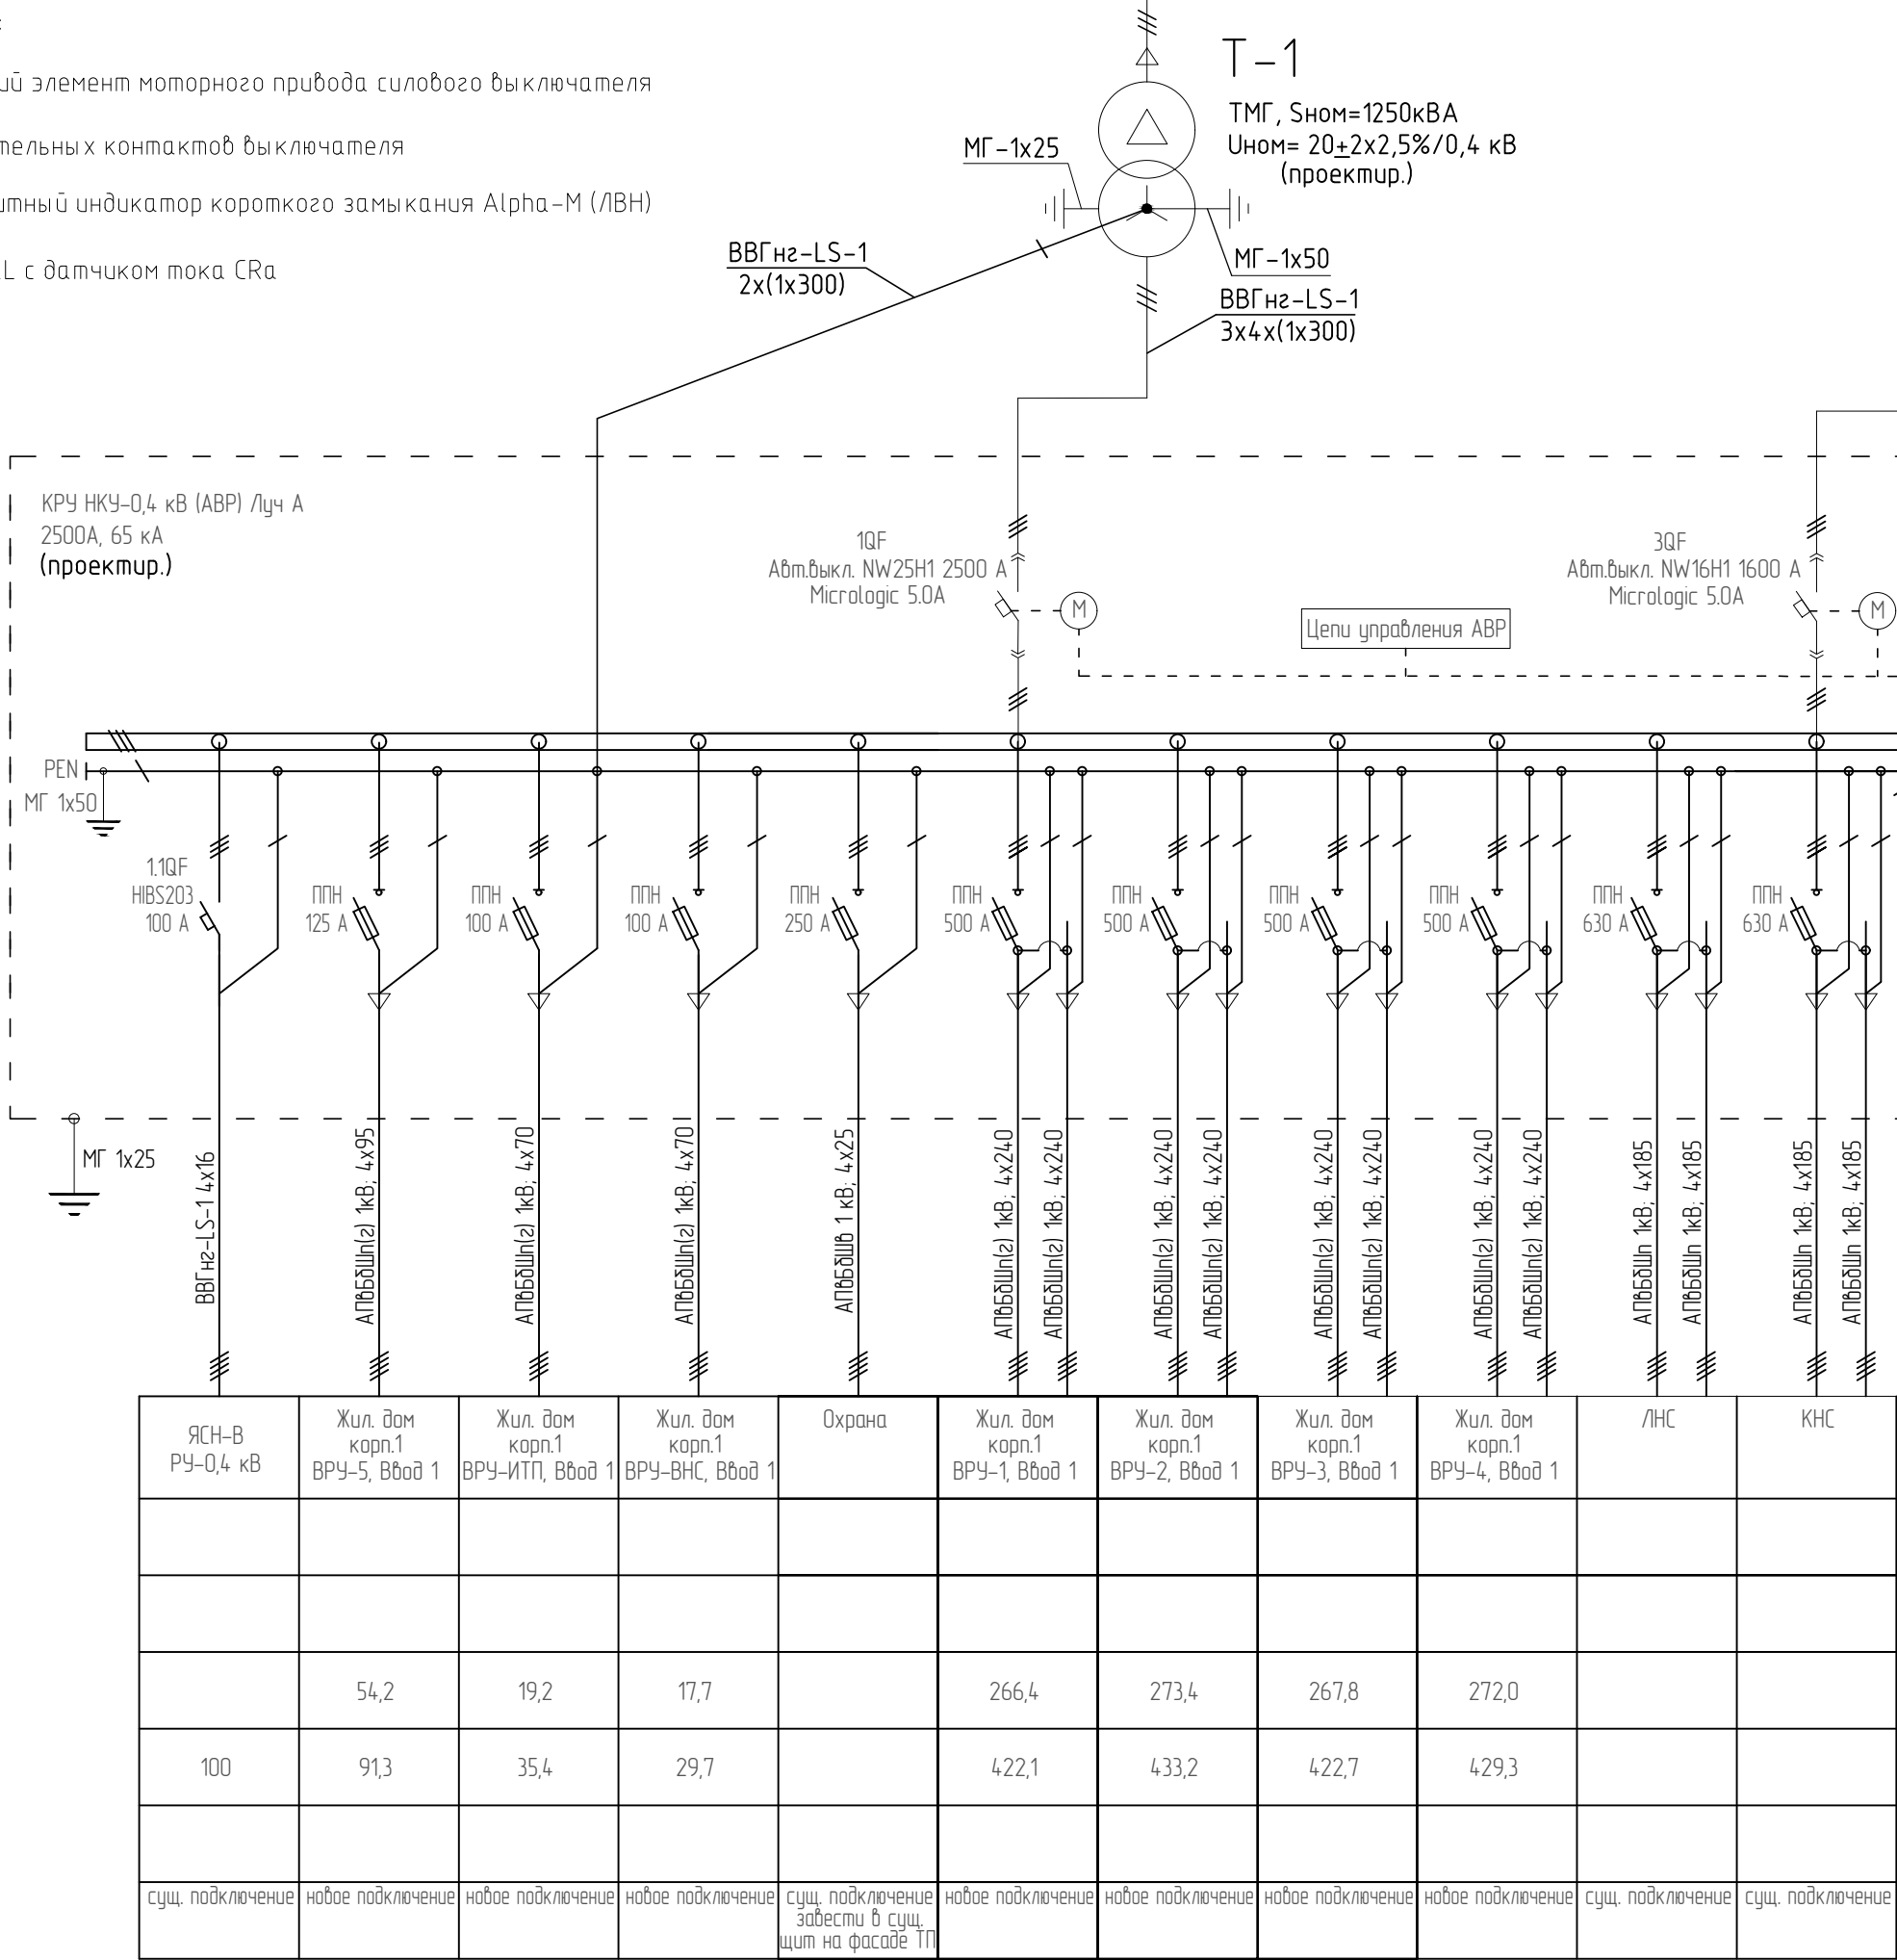 ий элемент моторного привода силового выключателя
тельных контактов выключателя
итный индикатор короткого замыкания Alpha-M (ЛВН)
L с датчиком тока CRa
Т-1
ТМГ, Sном=1250кВА
Uном= 20±2х2,5%/0,4 кВ
(проектир.)
МГ-1х25
МГ-1х50
ВВГнг-LS-1
2х(1х300)
ВВГнг-LS-1
3х4х(1х300)
КРУ НКУ-0,4 кВ (АВР) Луч А
2500А, 65 кА
(проектир.)
1QF
Авт.выкл. NW25H1 2500 А
Micrologic 5.0A
M
Цепи управления АВР
3QF
Авт.выкл. NW16H1 1600 А
Micrologic 5.0A
M
PEN
МГ 1х50
1.1QF
HIBS203
100 А
ППН
125 А
ППН
100 А
ППН
100 А
ППН
250 А
ППН
500 А
ППН
500 А
ППН
500 А
ППН
500 А
ППН
630 А
ППН
630 А
МГ 1х25
ВВГнг-LS-1 4х16
АПвБбШп(г) 1кВ; 4х95
АПвБбШп(г) 1кВ; 4х70
АПвБбШп(г) 1кВ; 4х70
АПвБбШв 1 кВ; 4х25
АПвБбШп(г) 1кВ; 4х240
АПвБбШп(г) 1кВ; 4х240
АПвБбШп(г) 1кВ; 4х240
АПвБбШп(г) 1кВ; 4х240
АПвБбШп(г) 1кВ; 4х240
АПвБбШп(г) 1кВ; 4х240
АПвБбШп(г) 1кВ; 4х240
АПвБбШп(г) 1кВ; 4х240
АПвБбШп 1кВ; 4х185
АПвБбШп 1кВ; 4х185
АПвБбШп 1кВ; 4х185
АПвБбШп 1кВ; 4х185
ЯСН-В
РУ-0,4 кВ
Жил. дом
корп.1
ВРУ-5, Ввод 1
Жил. дом
корп.1
ВРУ-ИТП, Ввод 1
Жил. дом
корп.1
ВРУ-ВНС, Ввод 1
Охрана
Жил. дом
корп.1
ВРУ-1, Ввод 1
Жил. дом
корп.1
ВРУ-2, Ввод 1
Жил. дом
корп.1
ВРУ-3, Ввод 1
Жил. дом
корп.1
ВРУ-4, Ввод 1
ЛНС
КНС
54,2 19,2 17,7 266,4 273,4 267,8 272,0
100 91,3 35,4 29,7 422,1 433,2 422,7 429,3
сущ. подключение
новое подключение
новое подключение
новое подключение
сущ. подключение
завести в сущ.
щит на фасаде ТП
новое подключение
новое подключение
новое подключение
новое подключение
сущ. подключение
сущ. подключение